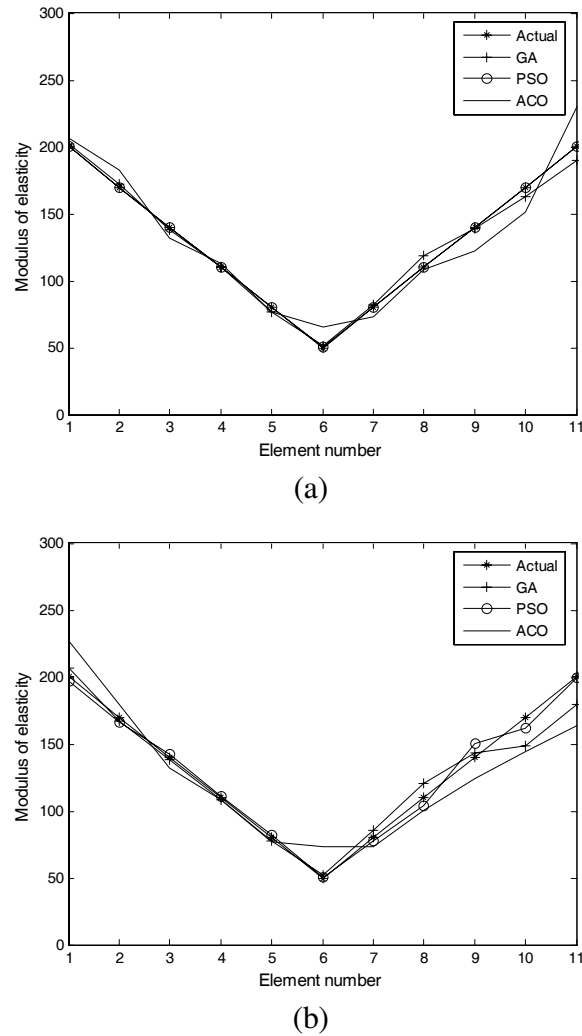 300
250
200
150
100
50
0
Modulus of elasticity
Actual
GA
PSO
ACO
1 2 3 4 5 6 7 8 9 10 11
Element number
(a)
300
250
200
150
100
50
0
Modulus of elasticity
Actual
GA
PSO
ACO
1 2 3 4 5 6 7 8 9 10 11
Element number
(b)